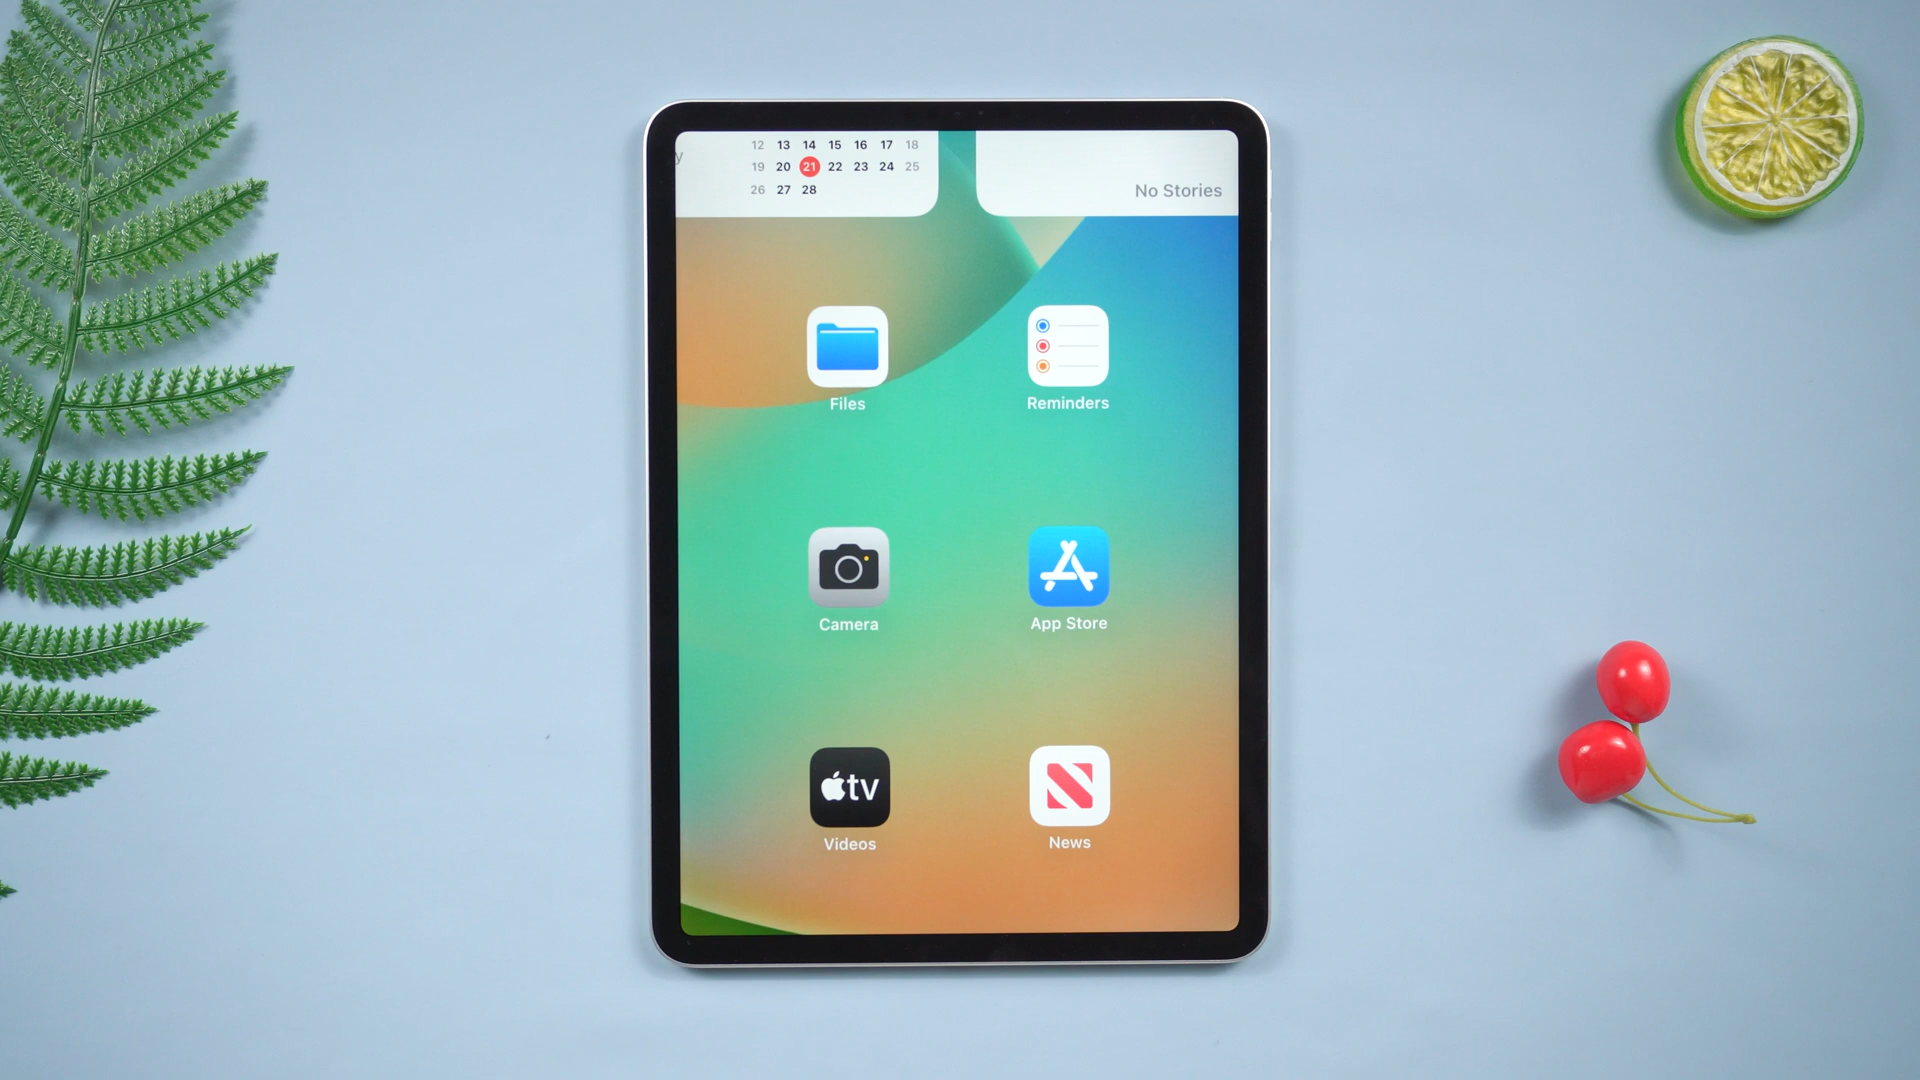 12 13 14 15 16 17 18
y
19 20 21 22 23 24 25
26 27 28
No Stories
Files
Reminders
Camera
App Store
tv
Videos
News